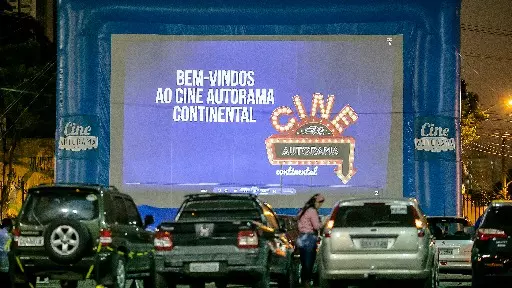 BEM-VINDOS
AO CINE AUTORAMA
CONTINENTAL
CINE
AUTORAMA
continental
Cine
AUTORAMA
Cine
AUTORAMA